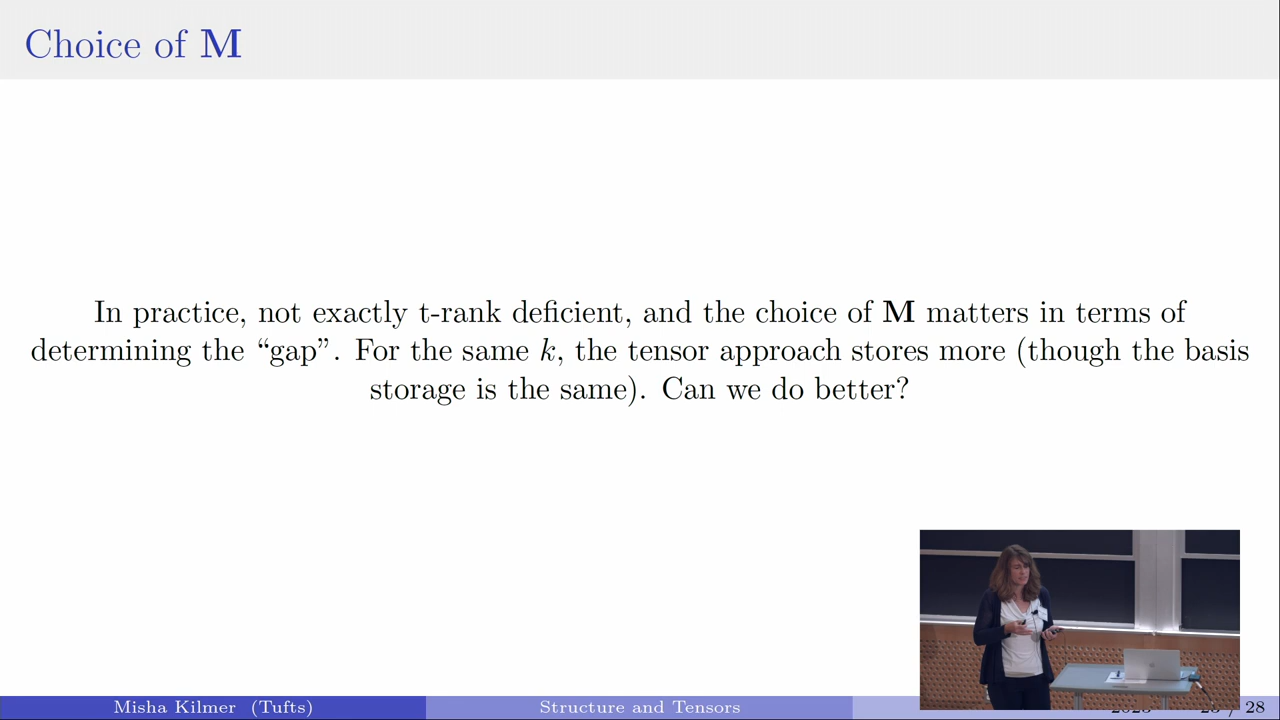 Choice of M
In practice, not exactly t-rank deficient, and the choice of M matters in terms of
determining the “gap”. For the same k, the tensor approach stores more (though the basis
storage is the same). Can we do better?
Misha Kilmer (Tufts)
Structure and Tensors
/ 28